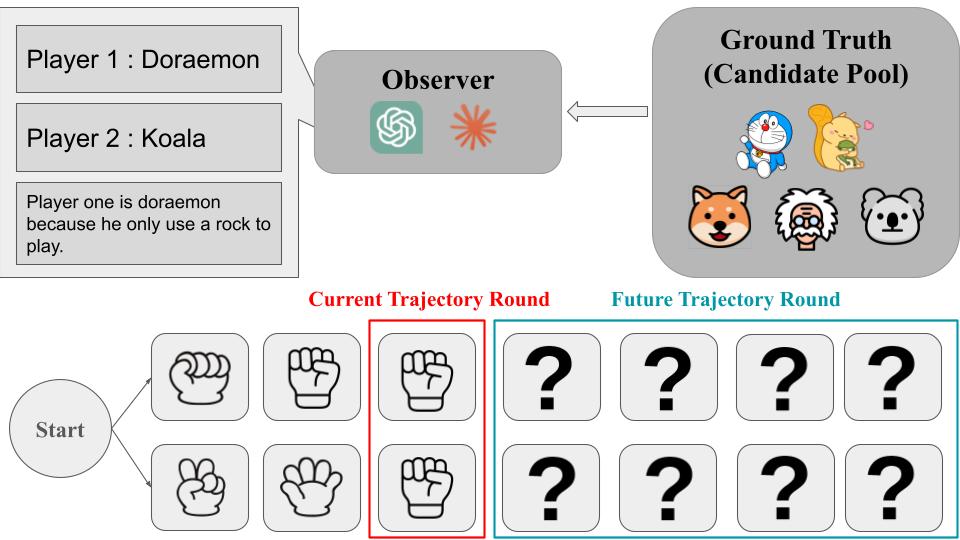 Player 1 : Doraemon
Player 2 : Koala
Player one is doraemon
because he only use a rock to
play.
Observer
Ground Truth
(Candidate Pool)
Current Trajectory Round
Future Trajectory Round
Start
? ? ? ?
? ? ? ?